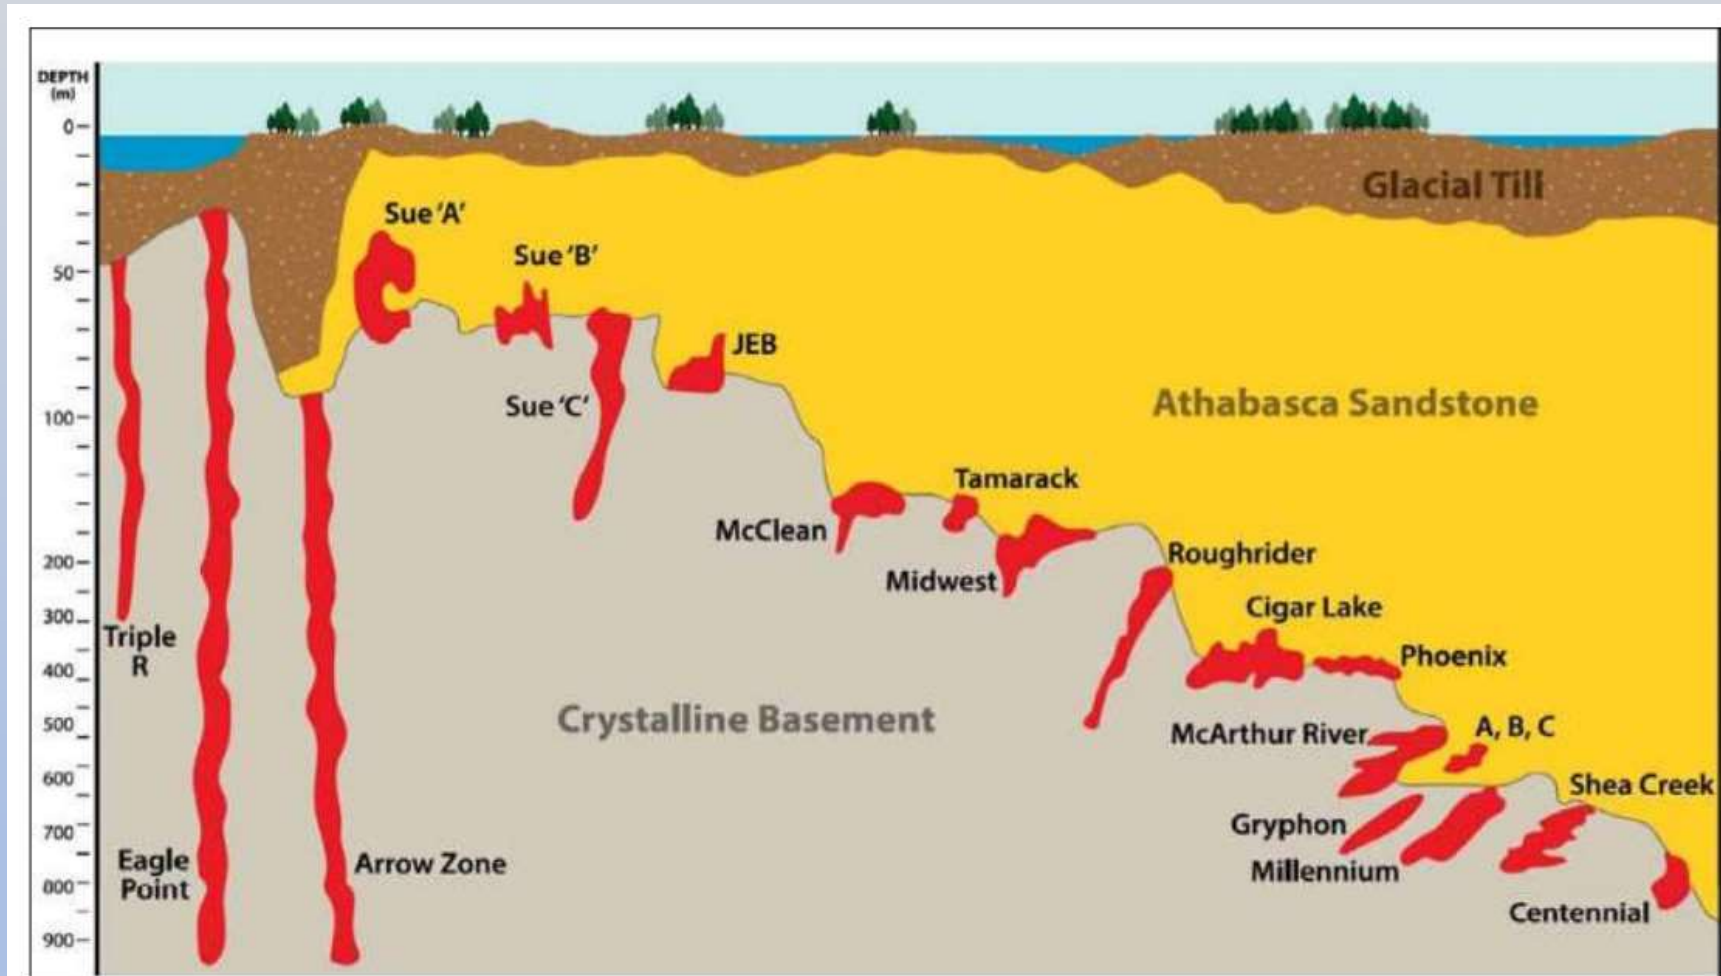 DEPTH
(m)
0
50
100
200
300
400
500
600
700
800
900
Glacial Till
Sue 'A'
Sue 'B'
JEB
Sue 'C'
Athabasca Sandstone
Tamarack
McClean
Midwest
Roughrider
Cigar Lake
Triple
R
Phoenix
Crystalline Basement
McArthur River
A, B, C
Shea Creek
Gryphon
Eagle
Point
Arrow Zone
Millennium
Centennial